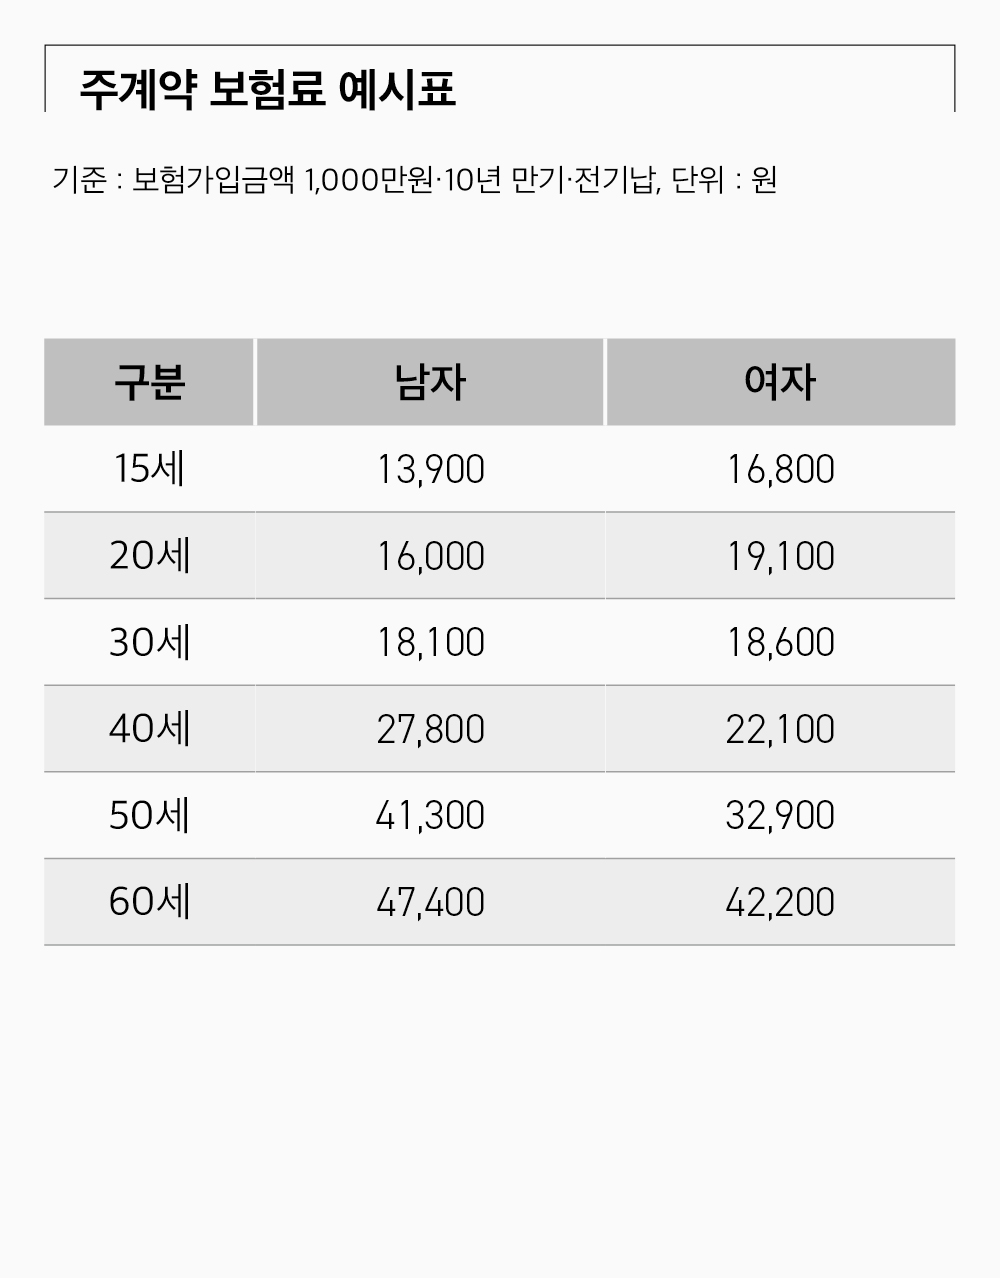 주계약 보험료 예시표
기준 : 보험가입금액 1,000만원·10년 만기·전기납, 단위 : 원
구분 남자 여자
15세 13,900 16,800
20세 16,000 19,100
30세 18,100 18,600
40세 27,800 22,100
50세 41,300 32,900
60세 47,400 42,200